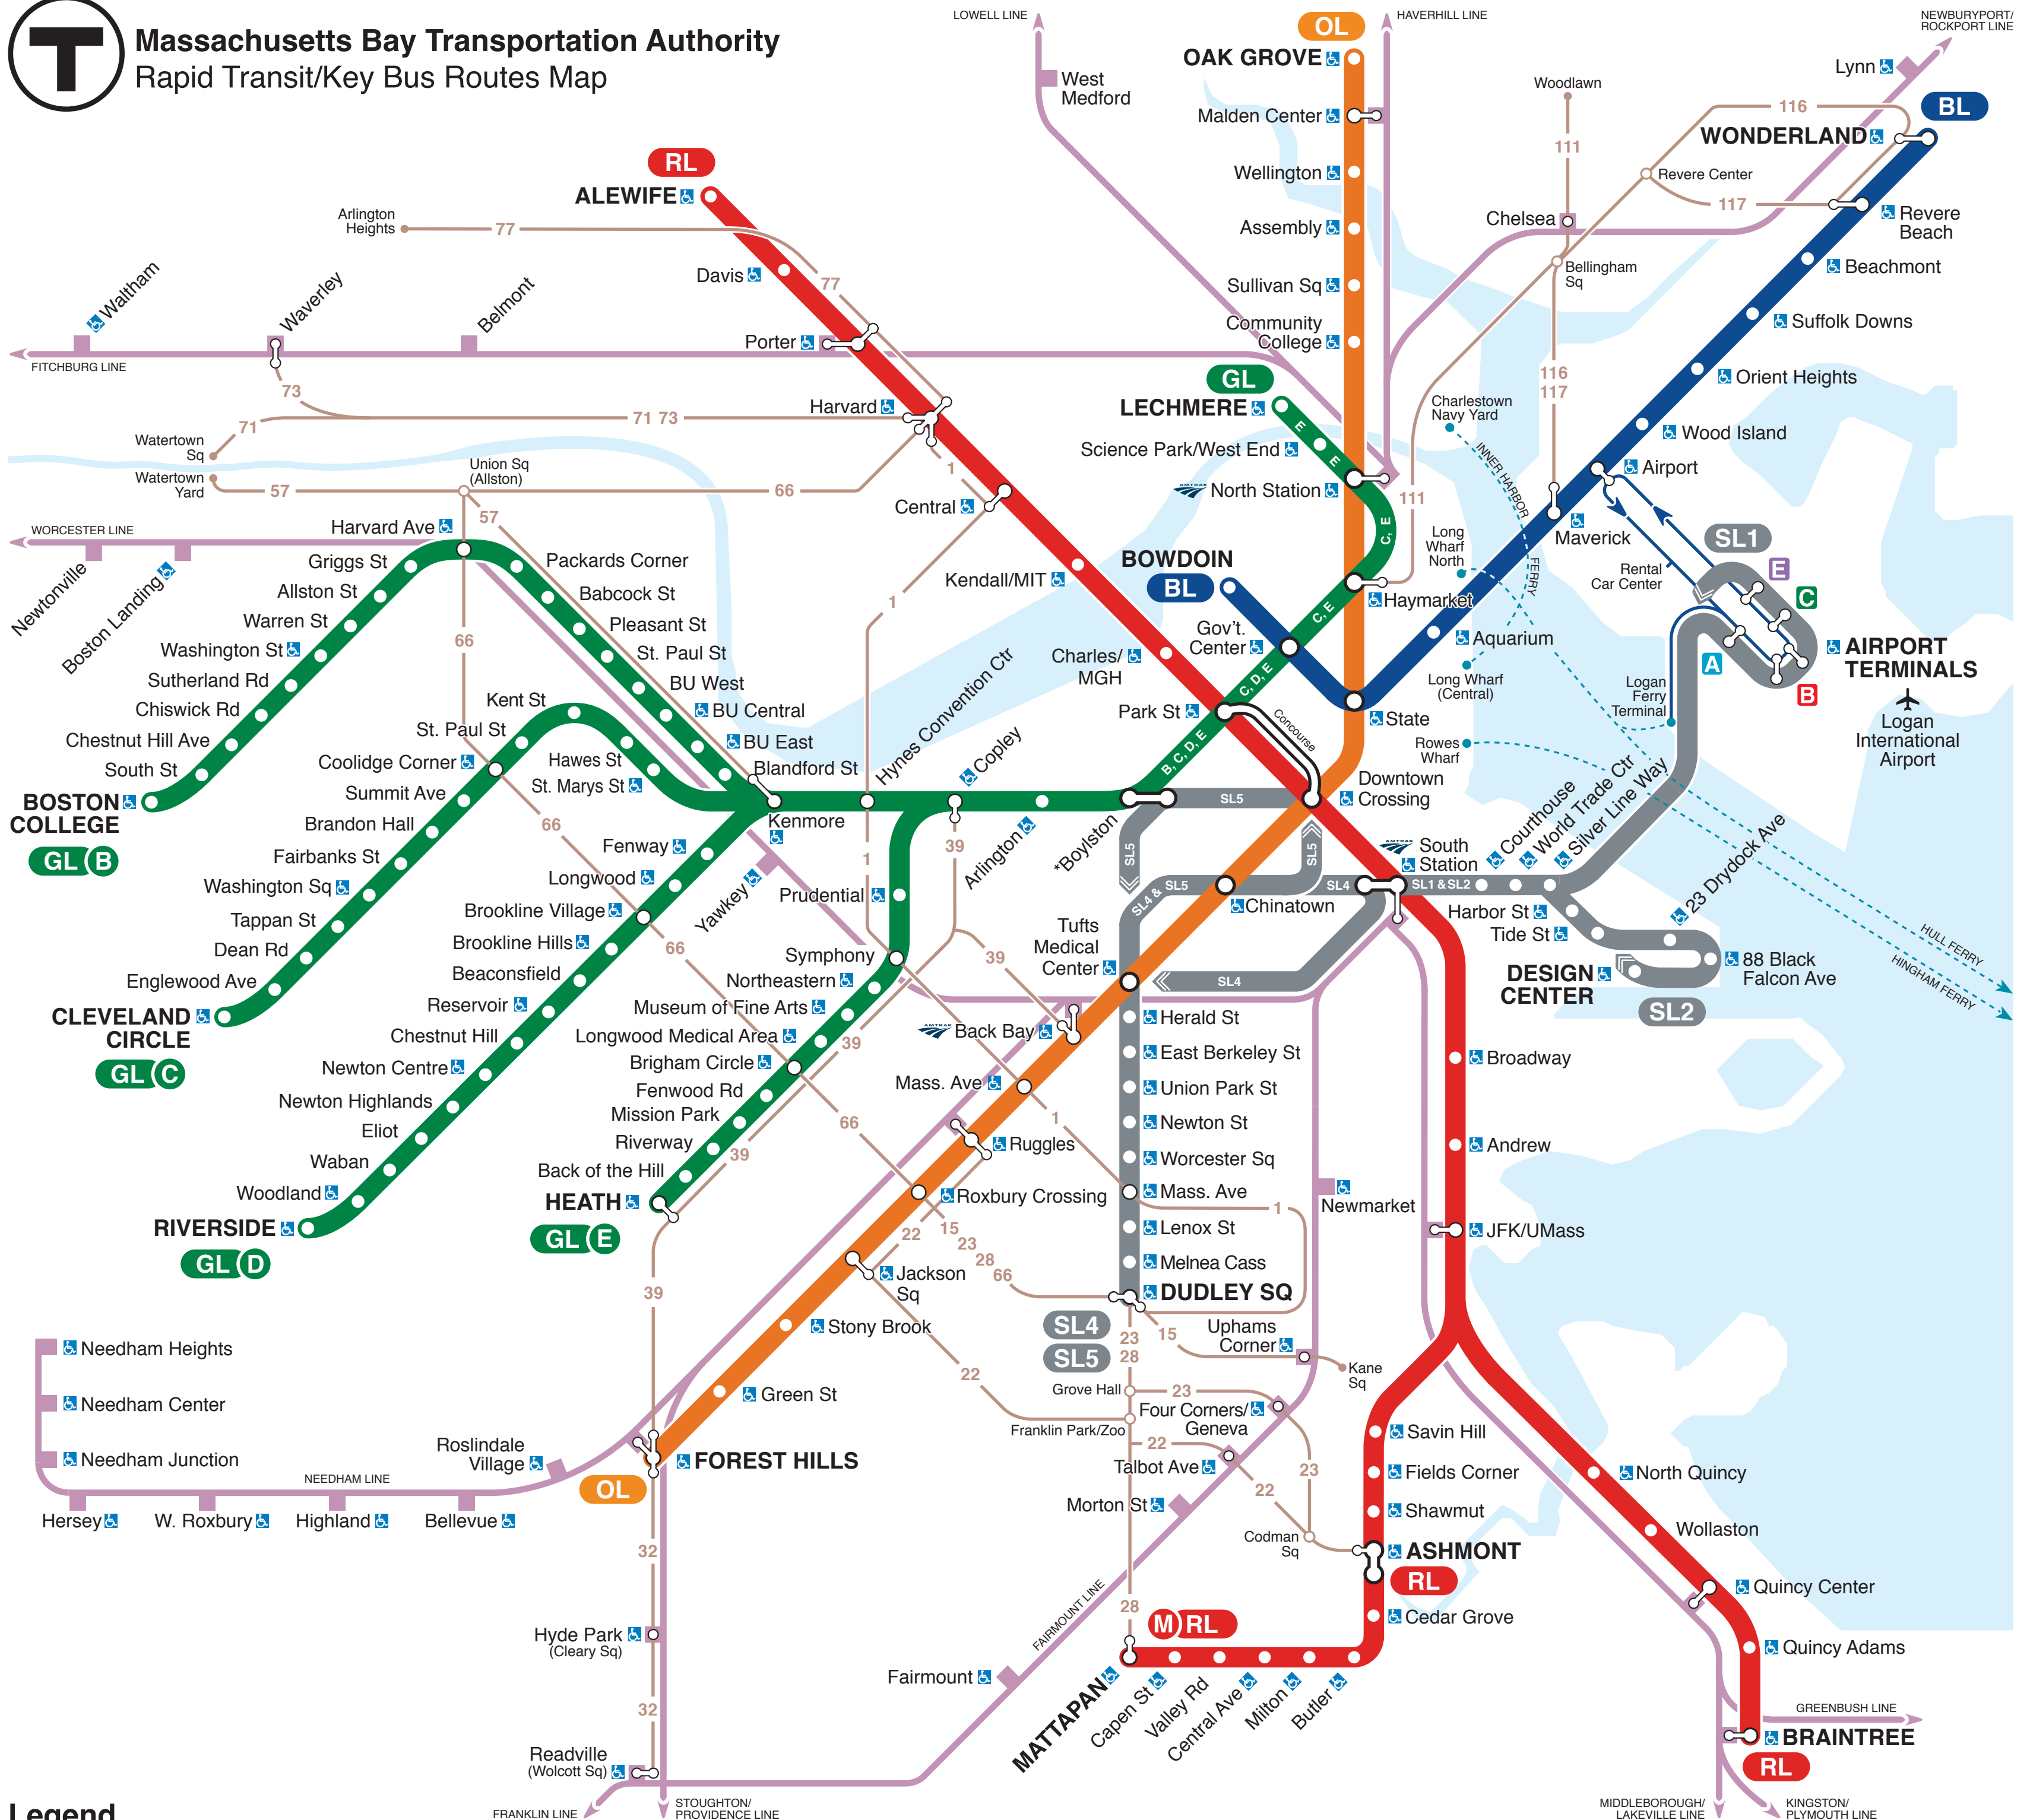 T
Massachusetts Bay Transportation Authority
Rapid Transit/Key Bus Routes Map
LOWELL LINE
West
Medford
OL
OAK GROVE
HAVERHILL LINE
Malden Center
Wellington
Assembly
Sullivan Sq
Community
College
NEWBURYPORT/
ROCKPORT LINE
Lynn
BL
WONDERLAND
116
Woodlawn
111
Revere Center
117
Chelsea
Revere
Beach
Bellingham
Sq
Beachmont
Suffolk Downs
Orient Heights
116
117
Wood Island
Airport
Maverick
RL
ALEWIFE
Arlington
Heights
77
Davis
77
Porter
Waltham
Waverley
Belmont
FITCHBURG LINE
73
71
71 73
Harvard
Watertown
Sq
Watertown
Yard
57
Union Sq
(Allston)
66
57
1
Central
Kendall/MIT
1
Charles/
MGH
GL
LECHMERE
E
E
Science Park/West End
AMTRAK
North Station
C, E
111
Charlestown
Navy Yard
INNER HARBOR
FERRY
Long
Wharf
North
BOWDOIN
BL
Haymarket
C, E
Gov't.
Center
Aquarium
Long Wharf
(Central)
C, D, E
Park St
Concourse
State
Rowes
Wharf
B, C, D, E
Downtown
Crossing
SL1
Rental
Car Center
E
C
A
B
AIRPORT
TERMINALS
Logan
International
Airport
Logan
Ferry
Terminal
WORCESTER LINE
Newtonville
Boston Landing
Harvard Ave
Griggs St
Allston St
Warren St
Washington St
Sutherland Rd
Chiswick Rd
Chestnut Hill Ave
South St
BOSTON
COLLEGE
GL B
Packards Corner
Babcock St
Pleasant St
St. Paul St
BU West
BU Central
BU East
Blandford St
Kenmore
66
Kent St
St. Paul St
Coolidge Corner
Summit Ave
Brandon Hall
Fairbanks St
Washington Sq
Tappan St
Dean Rd
Englewood Ave
CLEVELAND
CIRCLE
GL C
Hawes St
St. Marys St
66
Fenway
Longwood
Brookline Village
Brookline Hills
Beaconsfield
Reservoir
Chestnut Hill
Newton Centre
Newton Highlands
Eliot
Waban
Woodland
RIVERSIDE
GL D
Yawkey
66
Hynes Convention Ctr
Copley
Arlington
*Boylston
1
39
Prudential
Symphony
Northeastern
Museum of Fine Arts
Longwood Medical Area
Brigham Circle
Fenwood Rd
Mission Park
Riverway
Back of the Hill
HEATH
GL E
39
39
39
66
39
SL5
SL5
SL5
SL4 & SL5
SL4
SL4
Chinatown
Tufts
Medical
Center
AMTRAK
South
Station
SL1 & SL2
Courthouse
World Trade Ctr
Silver Line Way
Harbor St
Tide St
23 Drydock Ave
88 Black
Falcon Ave
DESIGN
CENTER
SL2
HULL FERRY
HINGHAM FERRY
AMTRAK
Back Bay
Mass. Ave
1
Ruggles
Roxbury Crossing
22
15
23
28
66
Jackson
Sq
Stony Brook
22
Green St
FOREST HILLS
OL
Herald St
East Berkeley St
Union Park St
Newton St
Worcester Sq
Mass. Ave
1
Lenox St
Melnea Cass
DUDLEY SQ
SL4
SL5
23
28
15
Uphams
Corner
Kane
Sq
Newmarket
Grove Hall
23
Franklin Park/Zoo
Four Corners/
Geneva
22
Talbot Ave
23
22
Morton St
Codman
Sq
28
FAIRMOUNT LINE
Fairmount
Broadway
Andrew
JFK/UMass
Savin Hill
Fields Corner
Shawmut
ASHMONT
RL
Cedar Grove
M RL
MATTAPAN
Capen St
Valley Rd
Central Ave
Milton
Butler
North Quincy
Wollaston
Quincy Center
Quincy Adams
GREENBUSH LINE
BRAINTREE
RL
MIDDLEBOROUGH/
LAKEVILLE LINE
KINGSTON/
PLYMOUTH LINE
Needham Heights
Needham Center
Needham Junction
Roslindale
Village
NEEDHAM LINE
Hersey
W. Roxbury
Highland
Bellevue
32
Hyde Park
(Cleary Sq)
32
Readville
(Wolcott Sq)
FRANKLIN LINE
STOUGHTON/
PROVIDENCE LINE
Legend